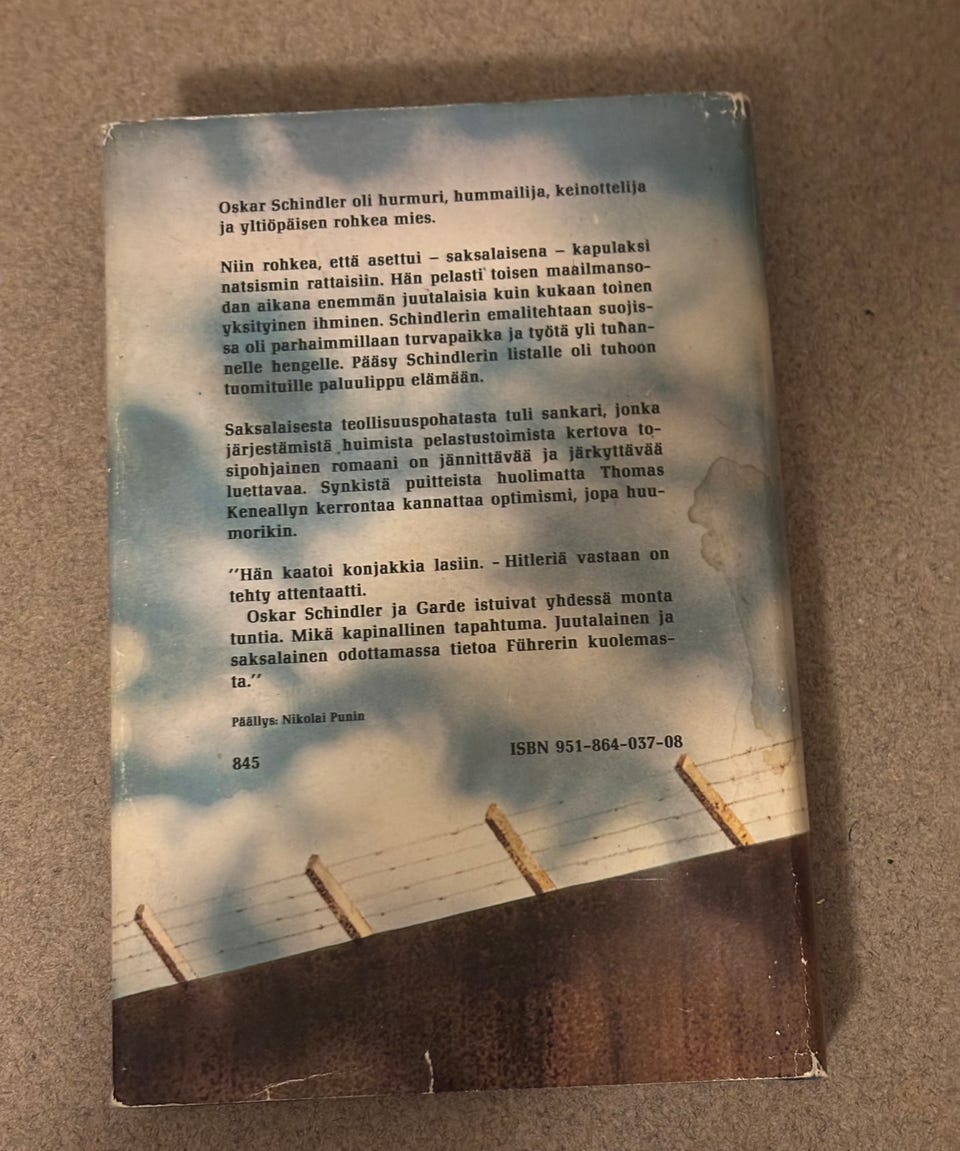 Oskar Schindler oli hurmuri, hummailija, keinottelija
ja yltiöpäisen rohkea mies.
Niin rohkea, että asettui – saksalaisena – kapulaksi
natsismin rattaisiin. Hän pelasti toisen maailmanso-
dan aikana enemmän juutalaisia kuin kukaan toinen
yksityinen ihminen. Schindlerin emalitehtaan suojis-
sa oli parhaimmillaan turvapaikka ja työtä yli tuhan-
nelle hengelle. Pääsy Schindlerin listalle oli tuhoon
tuomituille paluulippu elämään.
Saksalaisesta teollisuuspohatasta tuli sankari, jonka
järjestämistä huimista pelastustoimista kertova to-
sipohjainen romaani on jännittävää ja järkyttävää
luettavaa. Synkistä puitteista huolimatta Thomas
Keneallyn kerrontaa kannattaa optimismi, jopa huu-
morikin.
"Hän kaatoi konjakkia lasiin. – Hitleriä vastaan on
tehty attentaatti.
Oskar Schindler ja Garde istuivat yhdessä monta
tuntia. Mikä kapinallinen tapahtuma. Juutalainen ja
saksalainen odottamassa tietoa Führerin kuolemas-
ta."
Päällys: Nikolai Punin
845
ISBN 951-864-037-08